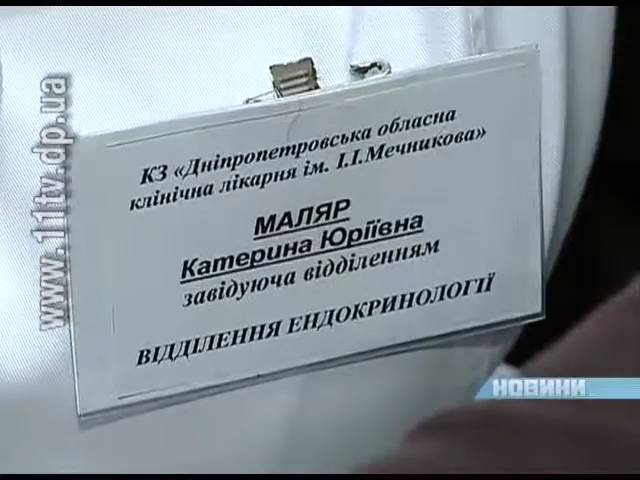 КЗ «Дніпропетровська обласна
клінічна лікарня ім. І.І.Мечникова»
МАЛЯР
Катерина Юріївна
завідуюча відділенням
ВІДДІЛЕННЯ ЕНДОКРИНОЛОГІЇ
www.11tv.dp.ua
НОВИНИ